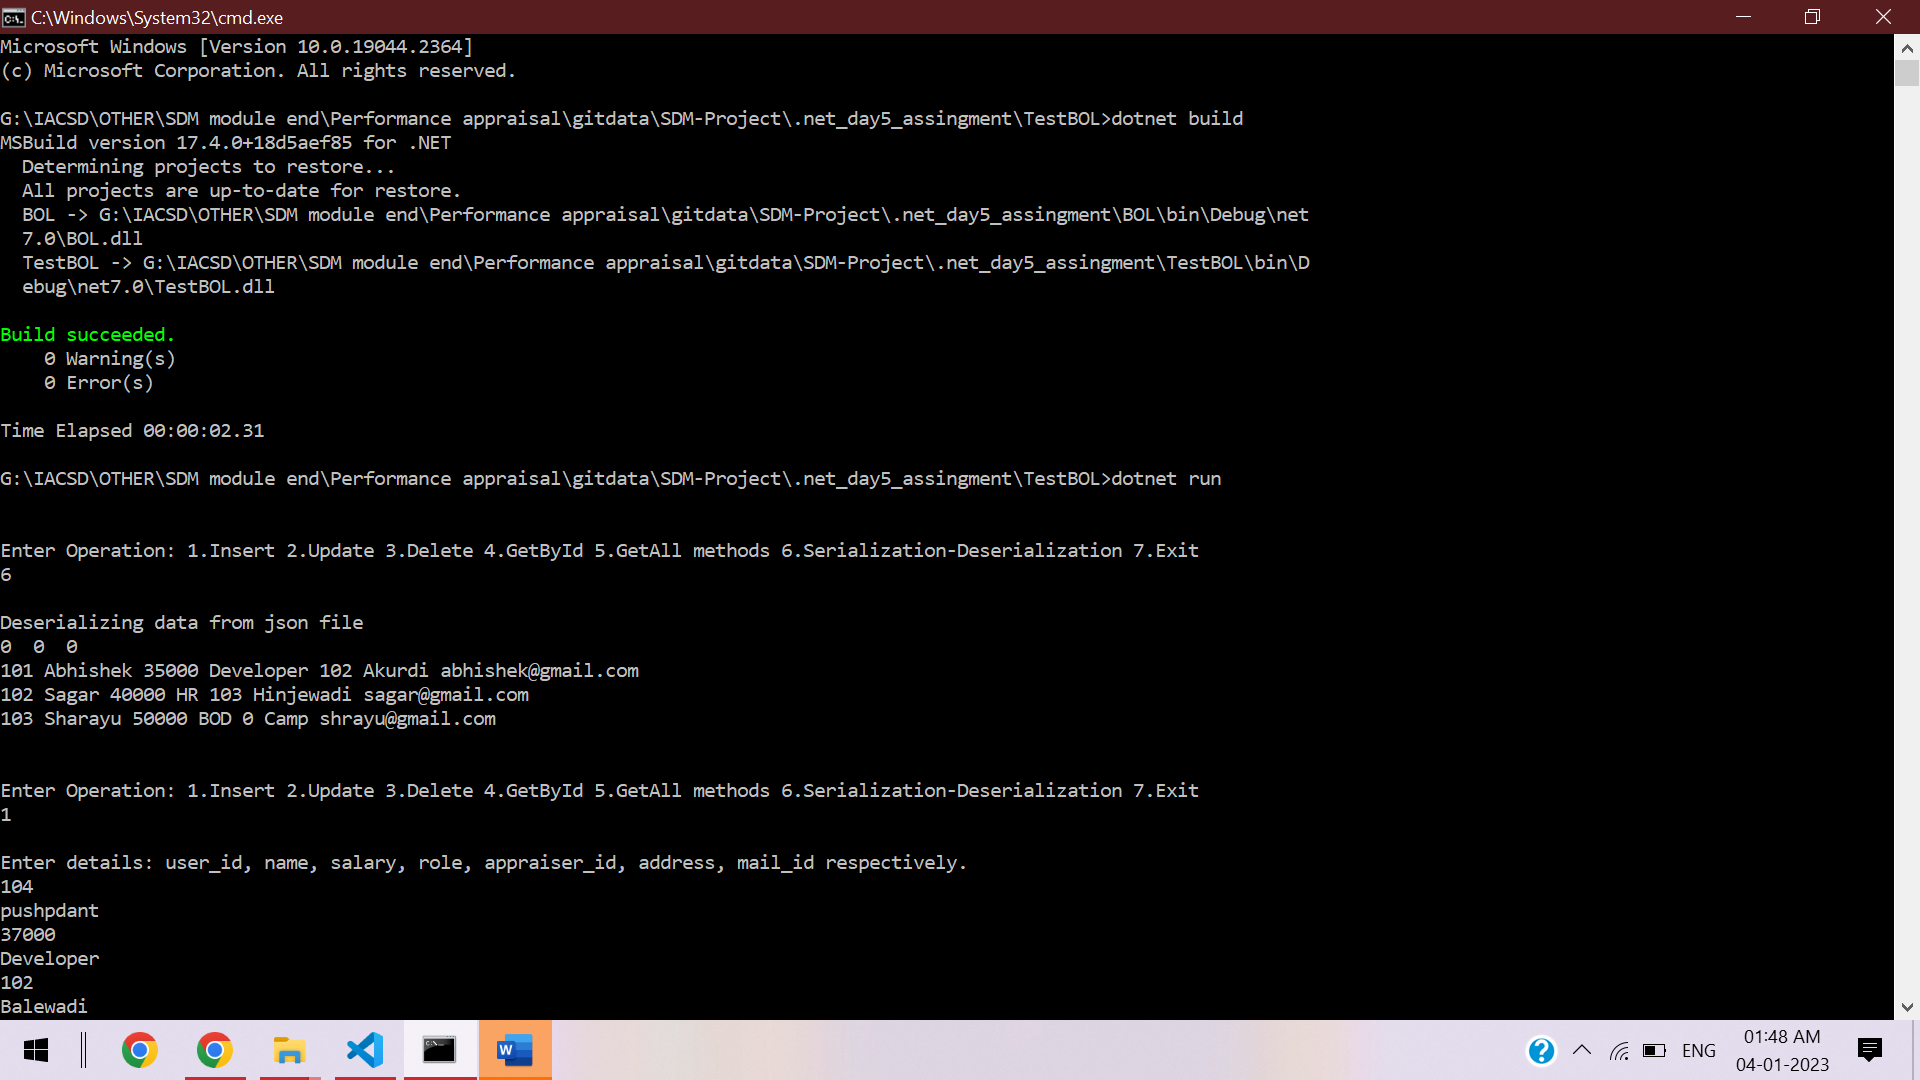 C:\Windows\System32\cmd.exe
Microsoft Windows [Version 10.0.19044.2364]
(c) Microsoft Corporation. All rights reserved.
G:\IACSD\OTHER\SDM module end\Performance appraisal\gitdata\SDM-Project\.net_day5_assingment\TestBOL>dotnet build
MSBuild version 17.4.0+18d5aef85 for .NET
  Determining projects to restore...
  All projects are up-to-date for restore.
  BOL -> G:\IACSD\OTHER\SDM module end\Performance appraisal\gitdata\SDM-Project\.net_day5_assingment\BOL\bin\Debug\net
  7.0\BOL.dll
  TestBOL -> G:\IACSD\OTHER\SDM module end\Performance appraisal\gitdata\SDM-Project\.net_day5_assingment\TestBOL\bin\D
  ebug\net7.0\TestBOL.dll
Build succeeded.
    0 Warning(s)
    0 Error(s)
Time Elapsed 00:00:02.31
G:\IACSD\OTHER\SDM module end\Performance appraisal\gitdata\SDM-Project\.net_day5_assingment\TestBOL>dotnet run
Enter Operation: 1.Insert 2.Update 3.Delete 4.GetById 5.GetAll methods 6.Serialization-Deserialization 7.Exit
6
Deserializing data from json file
0  0  0
101 Abhishek 35000 Developer 102 Akurdi abhishek@gmail.com
102 Sagar 40000 HR 103 Hinjewadi sagar@gmail.com
103 Sharayu 50000 BOD 0 Camp shrayu@gmail.com
Enter Operation: 1.Insert 2.Update 3.Delete 4.GetById 5.GetAll methods 6.Serialization-Deserialization 7.Exit
1
Enter details: user_id, name, salary, role, appraiser_id, address, mail_id respectively.
104
pushpdant
37000
Developer
102
Balewadi
ENG
01:48 AM
04-01-2023